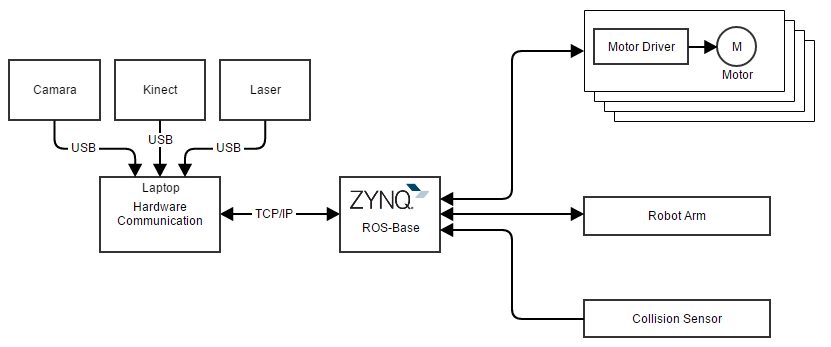 Camara
Kinect
Laser
USB
USB
USB
Laptop
Hardware
Communication
TCP/IP
ZYNQ
ROS-Base
Motor Driver
M
Motor
Robot Arm
Collision Sensor